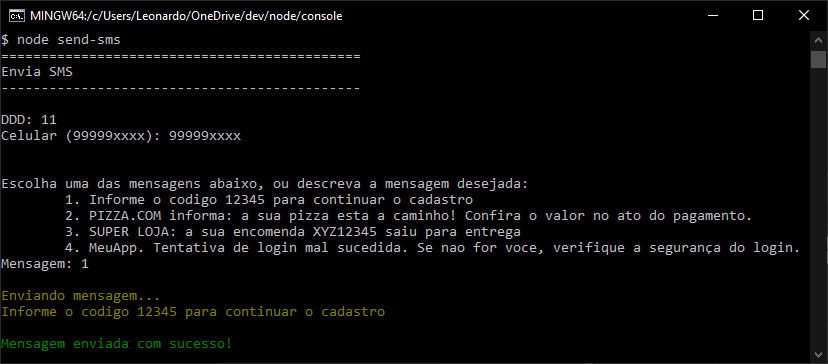 MINGW64:/c/Users/Leonardo/OneDrive/dev/node/console
$ node send-sms
=============================================
Envia SMS
---------------------------------------------
DDD: 11
Celular (99999xxxx): 99999xxxx
Escolha uma das mensagens abaixo, ou descreva a mensagem desejada:
1. Informe o codigo 12345 para continuar o cadastro
2. PIZZA.COM informa: a sua pizza esta a caminho! Confira o valor no ato do pagamento.
3. SUPER LOJA: a sua encomenda XYZ12345 saiu para entrega
4. MeuApp. Tentativa de login mal sucedida. Se nao for voce, verifique a segurança do login.
Mensagem: 1
Enviando mensagem...
Informe o codigo 12345 para continuar o cadastro
Mensagem enviada com sucesso!